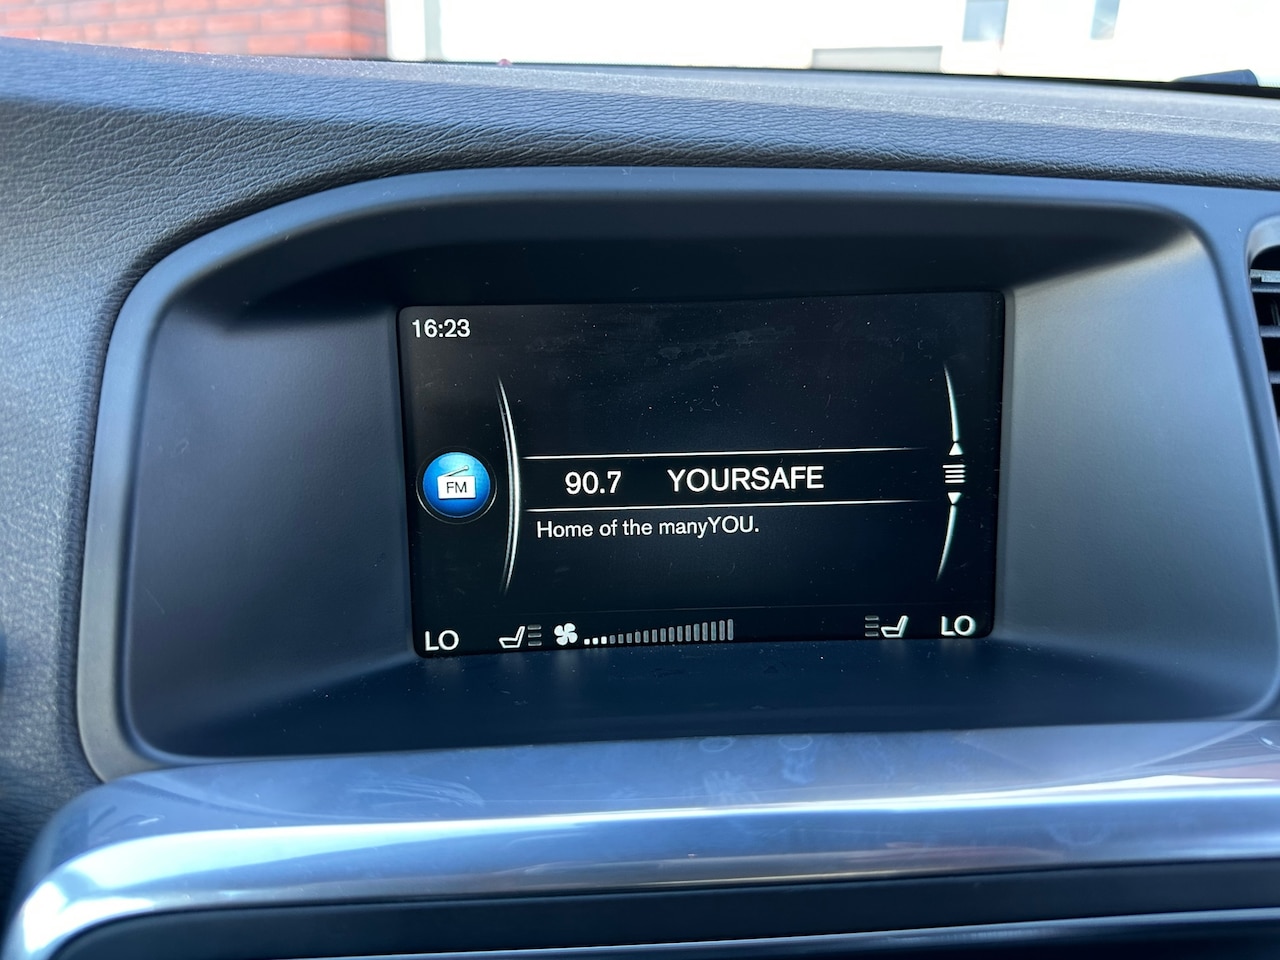 16:23
FM
90.7 YOURSAFE
Home of the manyYOU.
LO LO